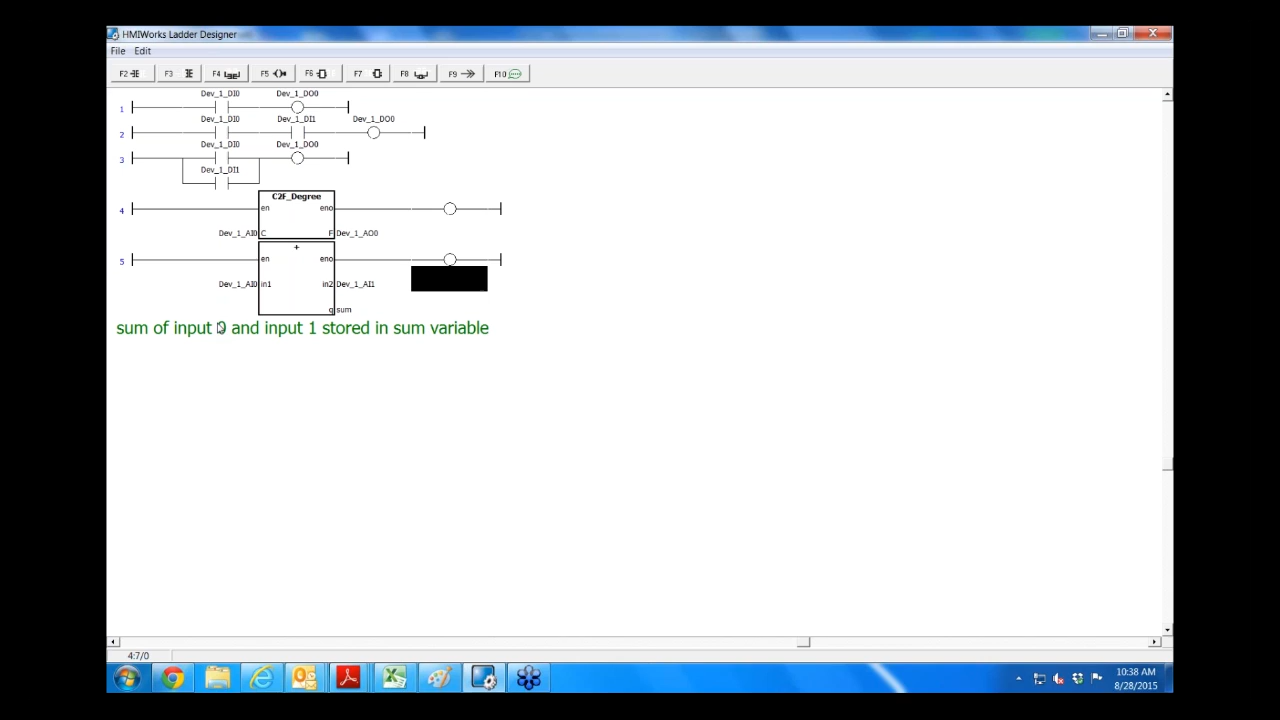 HMIWorks Ladder Designer
File Edit
F2 F3 F4 F5 F6 F7 F8 F9 F10
Dev_1_DI0 Dev_1_DO0
1
Dev_1_DI0 Dev_1_DI1 Dev_1_DO0
2
Dev_1_DI0 Dev_1_DO0
3
Dev_1_DI1
C2F_Degree
4 en eno
Dev_1_AI0 C F Dev_1_AO0
+
5 en eno
Dev_1_AI0 in1 in2 Dev_1_AI1
q sum
sum of input 0 and input 1 stored in sum variable
4:7/0
10:38 AM
8/28/2015